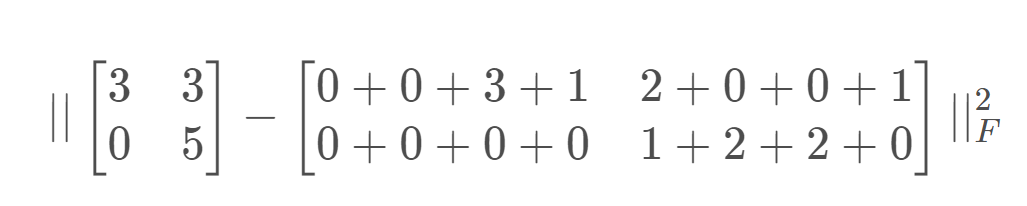 || [3 3; 0 5] − [0 + 0 + 3 + 1 2 + 0 + 0 + 1; 0 + 0 + 0 + 0 1 + 2 + 2 + 0] ||²_F